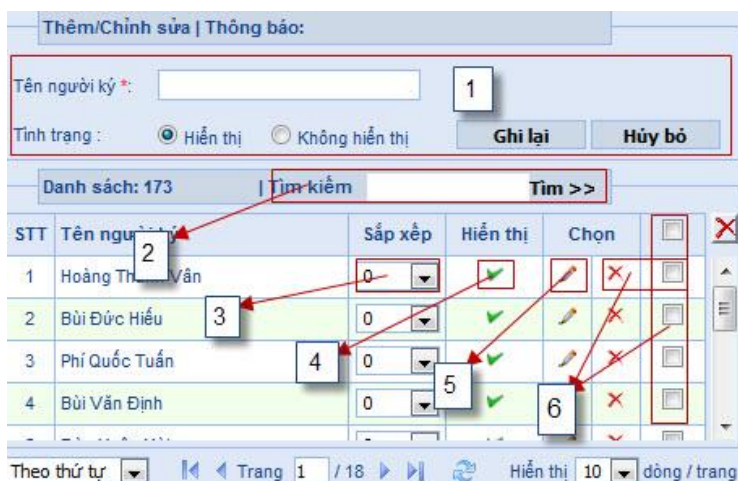 Thêm/Chỉnh sửa | Thông báo:
Tên người ký *:
1
Tình trạng : Hiển thị Không hiển thị Ghi lại Hủy bỏ
Danh sách: 173 | Tìm kiếm Tìm >>
STT Tên người Sắp xếp Hiển thị Chọn
2
1 Hoàng Vân 0
2 Bùi Đức Hiếu 3 0
3 Phí Quốc Tuấn 4 0
5
4 Bùi Văn Định 0 6
Theo thứ tự Trang 1 / 18 Hiển thị 10 dòng / trang